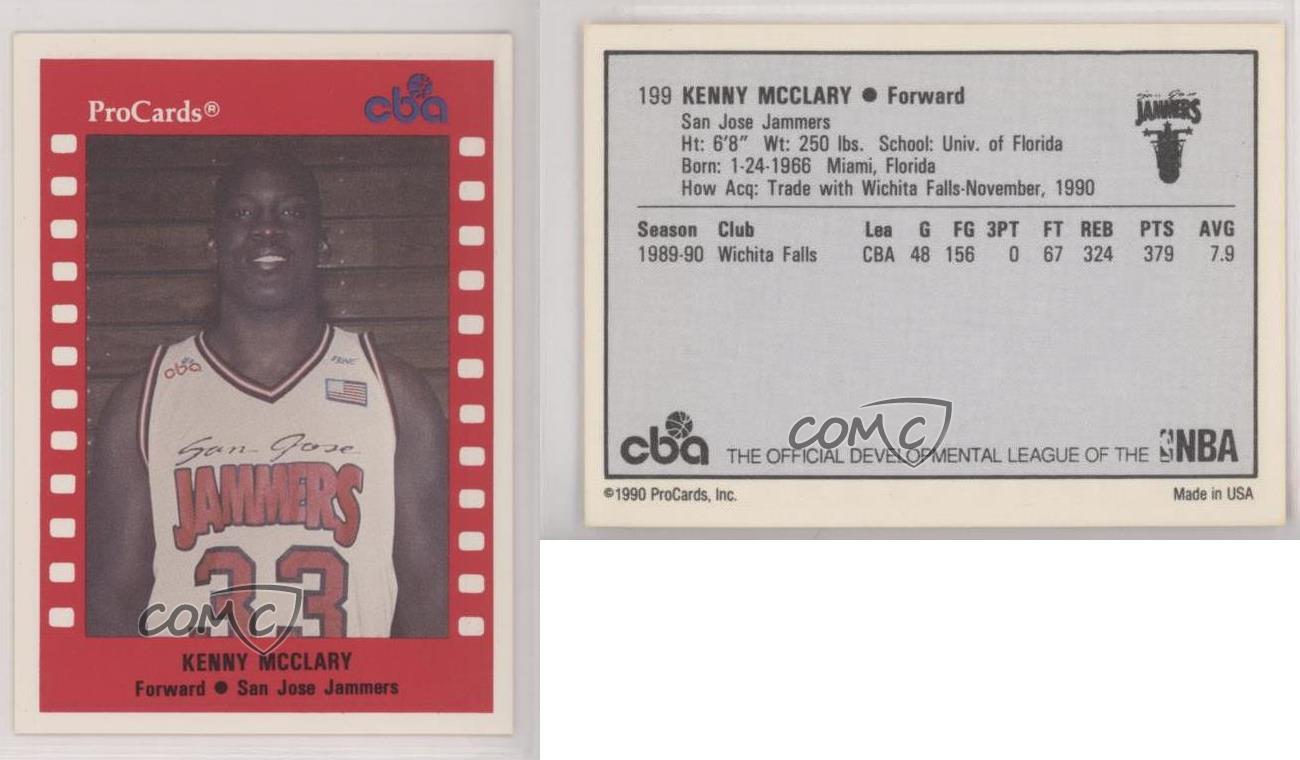 ProCards® cba
cba PRINE
San Jose
JAMMERS
33
COMC
KENNY MCCLARY
Forward ● San Jose Jammers
199 KENNY MCCLARY ● Forward
San Jose Jammers
Ht: 6'8" Wt: 250 lbs. School: Univ. of Florida
Born: 1-24-1966 Miami, Florida
How Acq: Trade with Wichita Falls-November, 1990
San Jose
JAMMERS
Season Club Lea G FG 3PT FT REB PTS AVG
1989-90 Wichita Falls CBA 48 156 0 67 324 379 7.9
COMC
cba THE OFFICIAL DEVELOPMENTAL LEAGUE OF THE NBA
©1990 ProCards, Inc. Made in USA